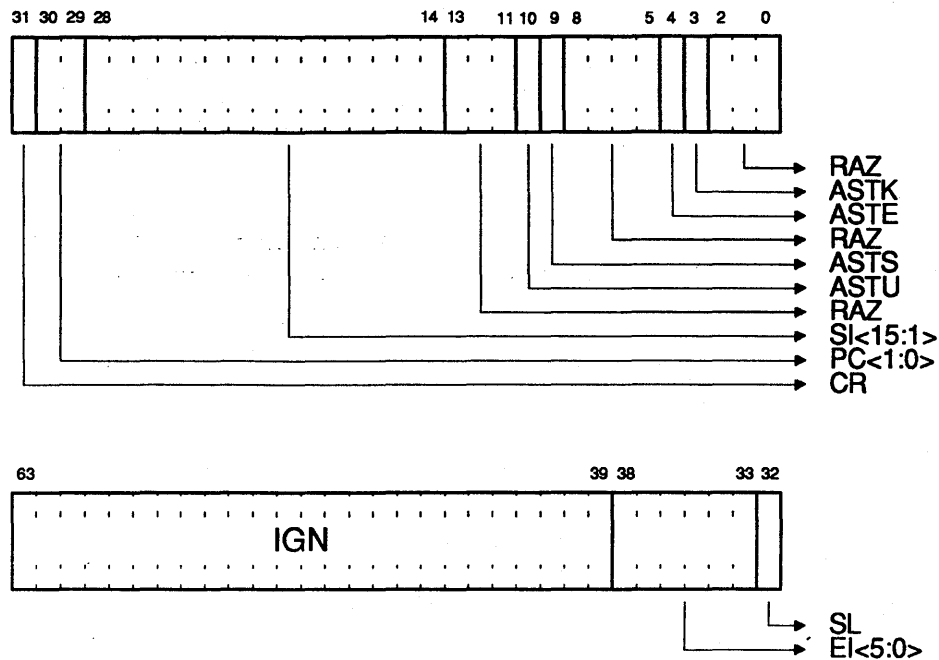 31 30 29 28 14 13 11 10 9 8 5 4 3 2 0
RAZ
ASTK
ASTE
RAZ
ASTS
ASTU
RAZ
SI<15:1>
PC<1:0>
CR
63 39 38 33 32
IGN
SL
EI<5:0>